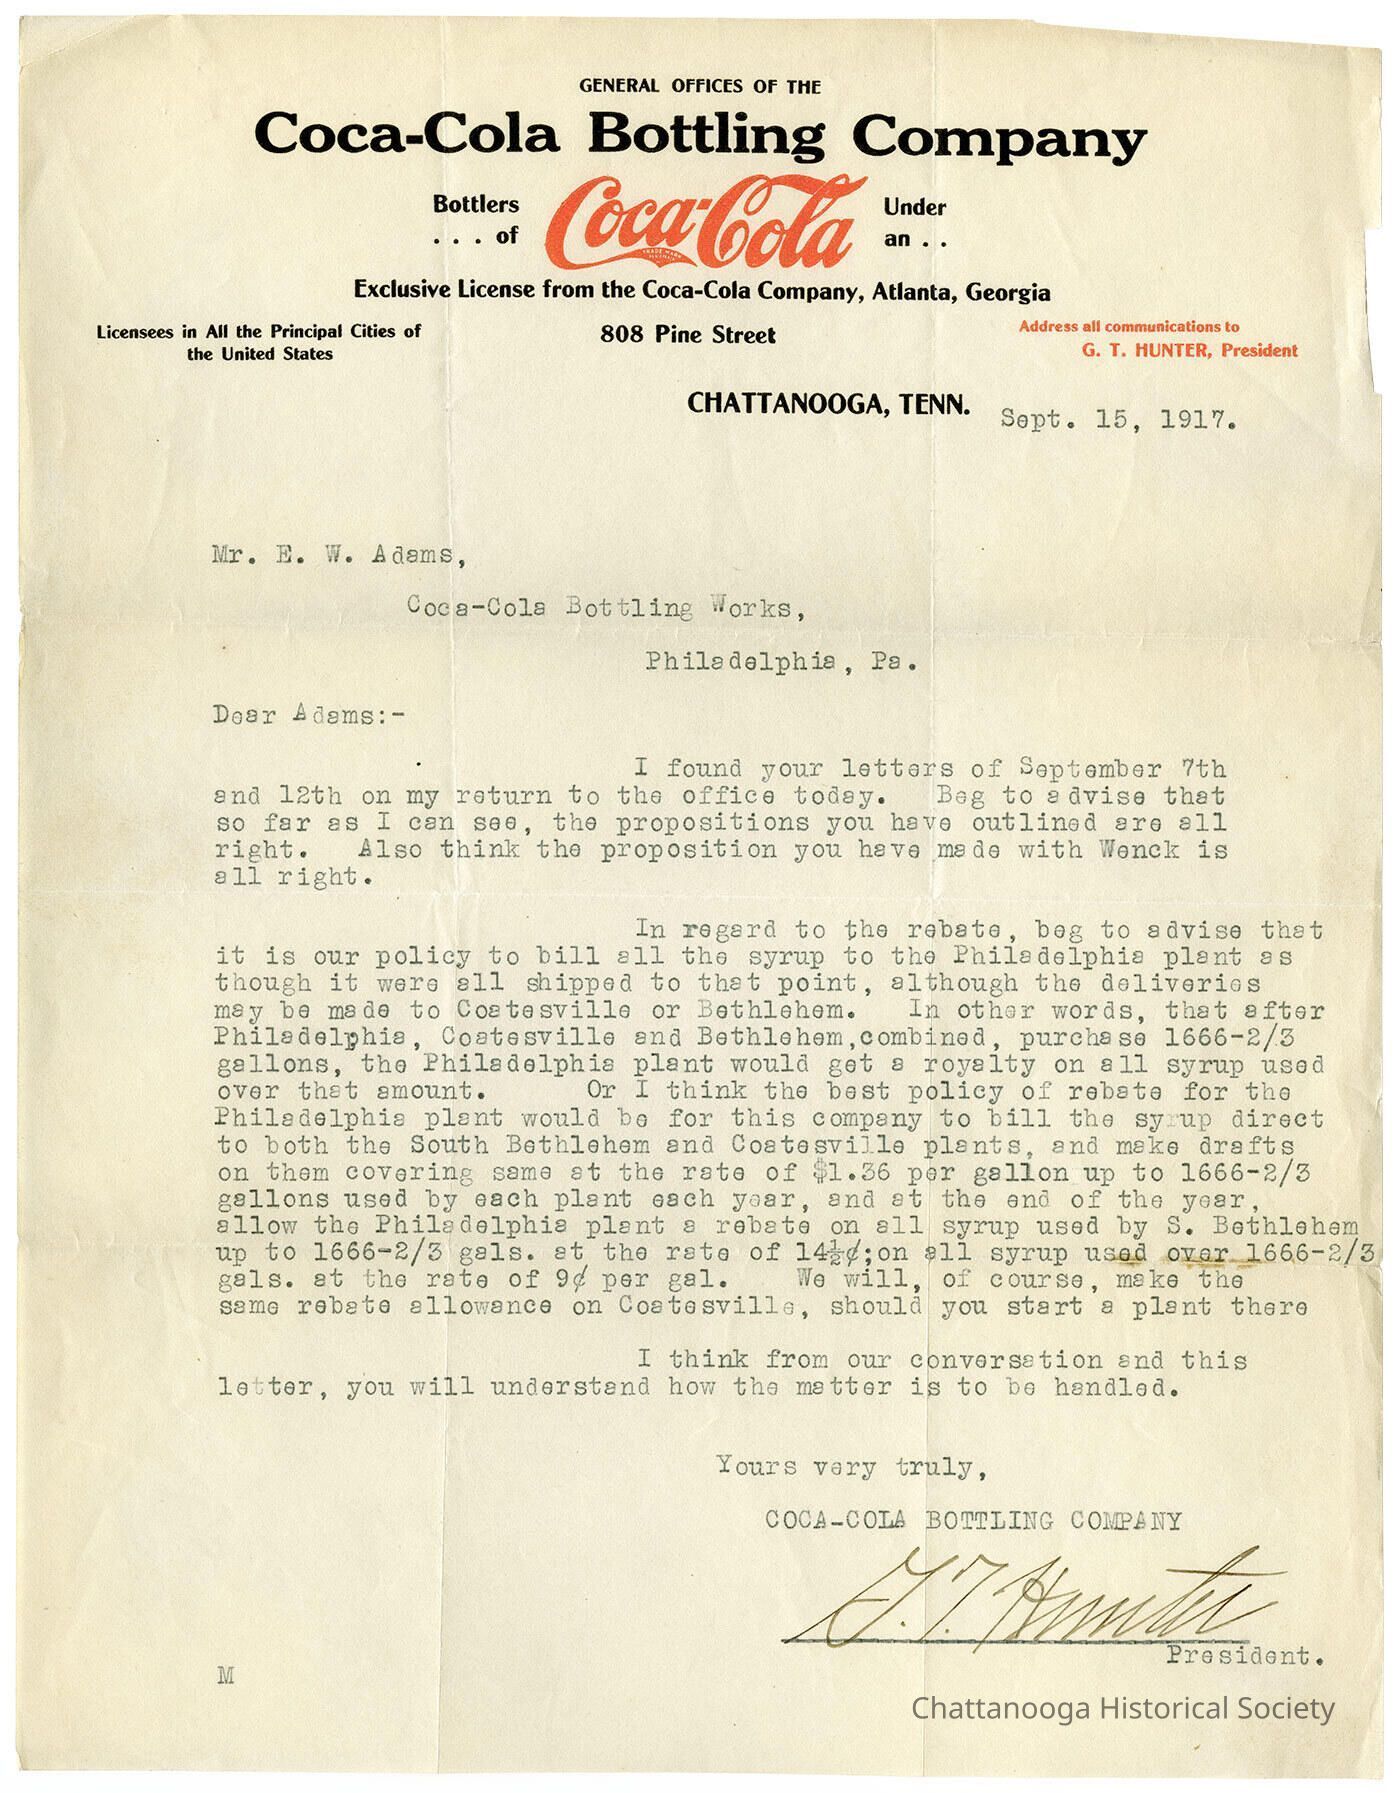 GENERAL OFFICES OF THE
Coca-Cola Bottling Company
Bottlers
. . . of
Coca-Cola
TRADE MARK
Under
an . .
Exclusive License from the Coca-Cola Company, Atlanta, Georgia
Licensees in All the Principal Cities of
the United States
808 Pine Street
Address all communications to
G. T. HUNTER, President
CHATTANOOGA, TENN.
Sept. 15, 1917.
Mr. E. W. Adams,
Coca-Cola Bottling Works,
Philadelphia, Pa.
Dear Adams:-
I found your letters of September 7th
and 12th on my return to the office today. Beg to advise that
so far as I can see, the propositions you have outlined are all
right. Also think the proposition you have made with Wenck is
all right.
In regard to the rebate, beg to advise that
it is our policy to bill all the syrup to the Philadelphia plant as
though it were all shipped to that point, although the deliveries
may be made to Coatesville or Bethlehem. In other words, that after
Philadelphia, Coatesville and Bethlehem,combined, purchase 1666-2/3
gallons, the Philadelphia plant would get a royalty on all syrup used
over that amount. Or I think the best policy of rebate for the
Philadelphia plant would be for this company to bill the syrup direct
to both the South Bethlehem and Coatesville plants, and make drafts
on them covering same at the rate of $1.36 per gallon up to 1666-2/3
gallons used by each plant each year, and at the end of the year,
allow the Philadelphia plant a rebate on all syrup used by S. Bethlehem
up to 1666-2/3 gals. at the rate of 14½¢;on all syrup used over 1666-2/3
gals. at the rate of 9¢ per gal. We will, of course, make the
same rebate allowance on Coatesville, should you start a plant there
I think from our conversation and this
letter, you will understand how the matter is to be handled.
Yours very truly,
COCA-COLA BOTTLING COMPANY
G. T. Hunter
President.
M
Chattanooga Historical Society